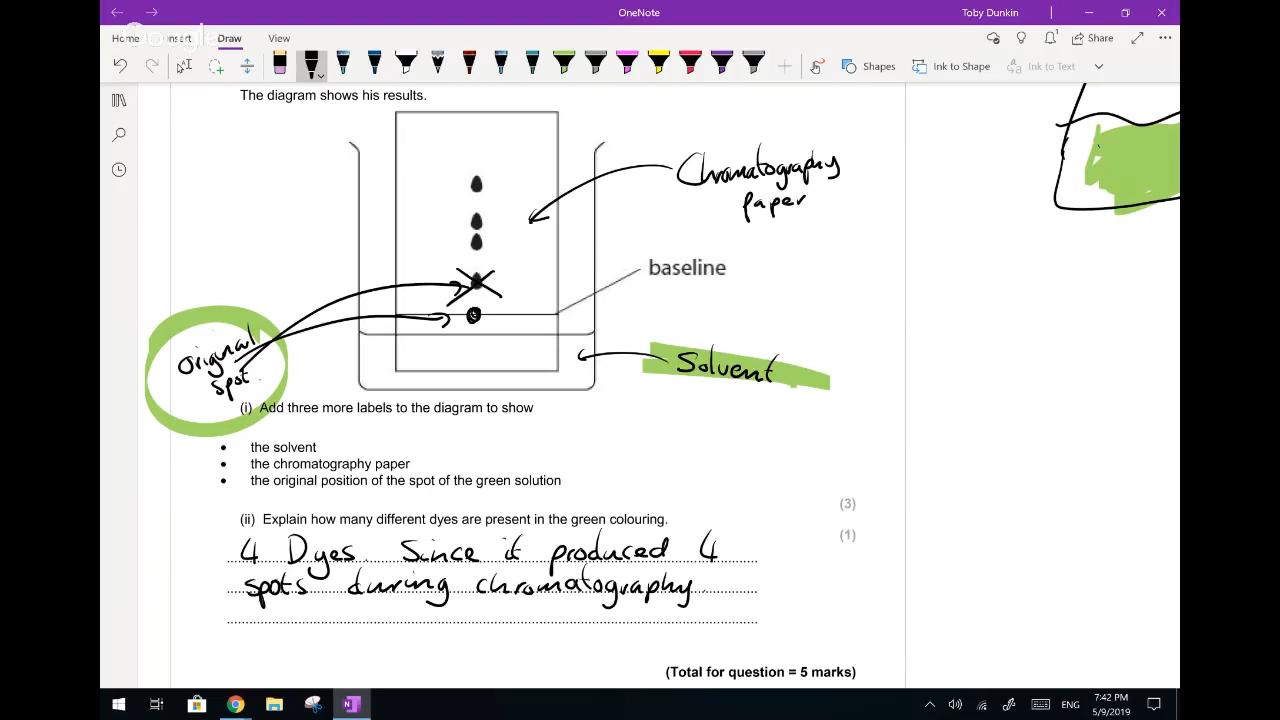 OneNote
Toby Dunkin
Home Insert Draw View
Share
Shapes
Ink to Shape
Ink to Text
The diagram shows his results.
Chromatography
paper
baseline
Original
spot
Solvent
(i) Add three more labels to the diagram to show
• the solvent
• the chromatography paper
• the original position of the spot of the green solution
(3)
(ii) Explain how many different dyes are present in the green colouring.
(1)
4 Dyes. Since it produced 4
spots during chromatography.
(Total for question = 5 marks)
ENG
7:42 PM
5/9/2019